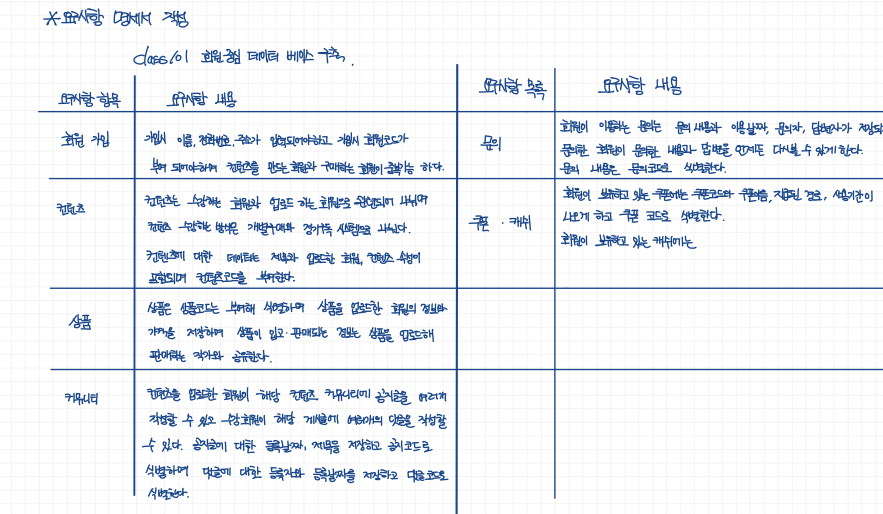 * 요구사항 명세서 작성
class101 회원중심 데이터 베이스 구축.
요구사항 항목
요구사항 내용
회원 가입
가입시 이름, 전화번호, 주소가 입력되어야하고 가입시 회원코드가
부여 되어야하며 컨텐츠를 만드는 회원과 구매하는 회원이 중복가능 하다.
컨텐츠
컨텐츠는 수강하는 회원과 업로드 하는 회원으로 나뉘며
컨텐츠 수강하는 방법은 개별구매와 정기구독 시스템으로 나뉜다.
컨텐츠에 대한 데이터는 제목과 업로드한 회원, 컨텐츠 수정이
포함되며 컨텐츠코드를 부여한다.
상품
상품은 상품코드는 부여해 식별하며 상품을 업로드한 회원의 정보와
가격을 저장하며 상품이 입고·판매되는 정보는 상품을 업로드해
판매하는 작가와 공유한다.
커뮤니티
컨텐츠를 업로드한 회원이 해당 컨텐츠 커뮤니티에 공지글을 여러개
작성할 수 있고 수강회원이 해당 게시물에 여러개의 댓글을 작성할
수 있다. 공지글에 대한 등록날짜, 제목을 저장하고 공지코드로
식별하며 댓글에 대한 등록자와 등록날짜를 저장하고 댓글코드로
식별한다.
요구사항 목록
요구사항 내용
문의
회원이 이용하는 문의는 문의 내용과 이용날짜, 문의자, 답변자가 저장되
문의한 회원이 문의한 내용과 답변을 언제든 다시볼 수 있게 한다.
문의 내용은 문의코드로 식별한다.
쿠폰 · 캐쉬
회원이 보유하고 있는 쿠폰에는 쿠폰코드와 쿠폰이름, 지급된 경로, 사용기간이
나오게 하고 쿠폰 코드로 식별한다.
회원이 보유하고 있는 캐쉬에는